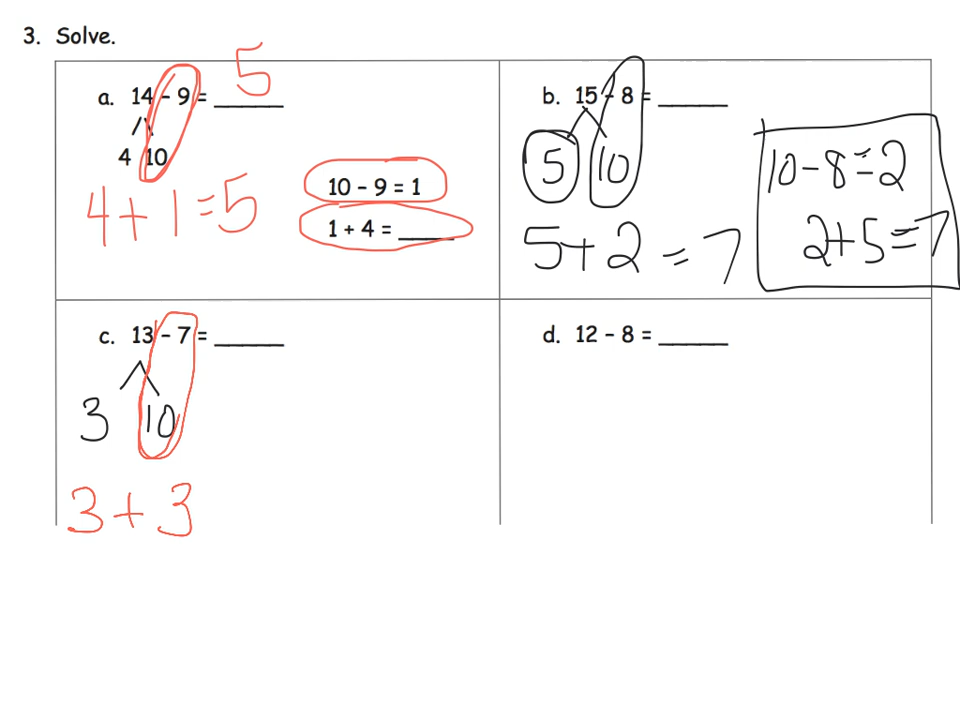 3. Solve.
a. 14 - 9 = 5
4 10
4 + 1 = 5
10 - 9 = 1
1 + 4 = ______
b. 15 - 8 = ______
5 10
5 + 2 = 7
10 - 8 = 2
2 + 5 = 7
c. 13 - 7 = ______
3 10
3 + 3
d. 12 - 8 = ______